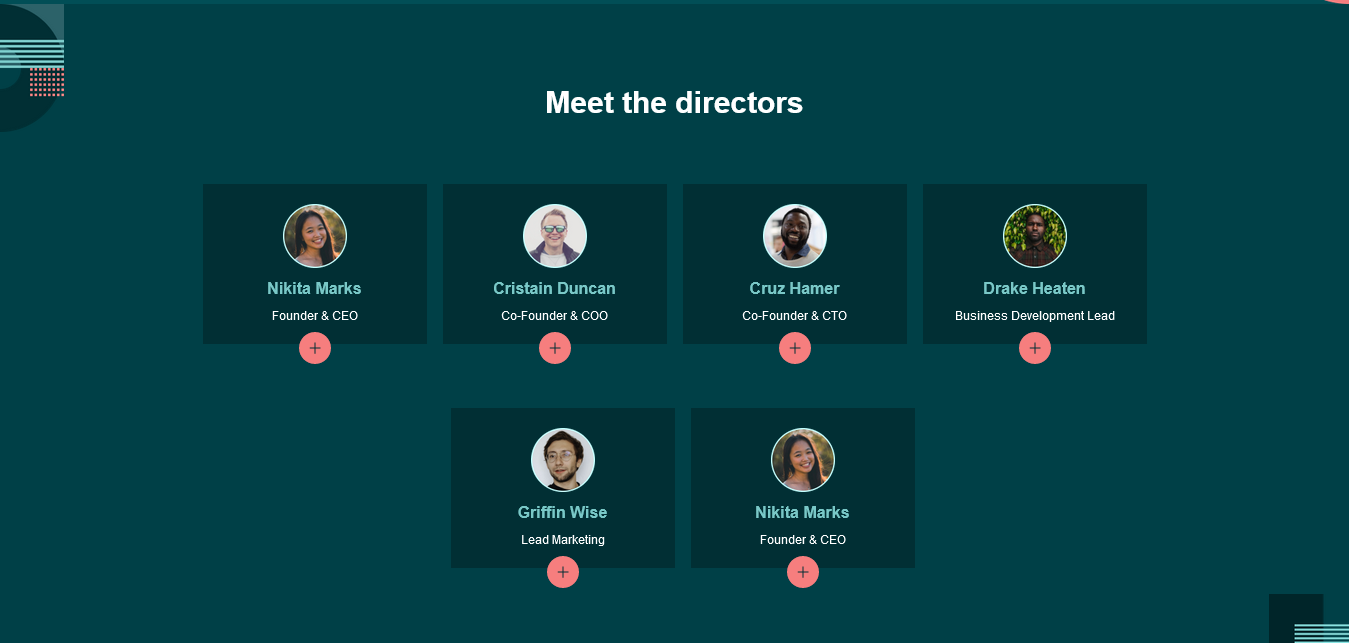 Meet the directors
Nikita Marks
Founder & CEO
Cristain Duncan
Co-Founder & COO
Cruz Hamer
Co-Founder & CTO
Drake Heaten
Business Development Lead
Griffin Wise
Lead Marketing
Nikita Marks
Founder & CEO